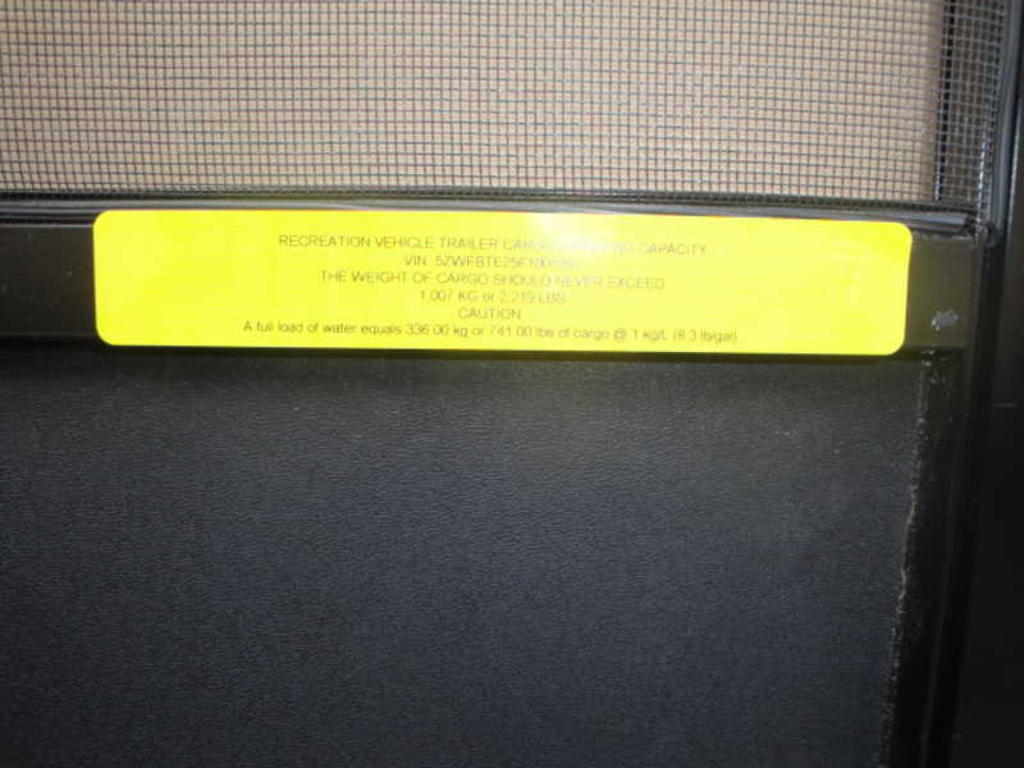 RECREATION VEHICLE TRAILER CAPACITY
VIN:
THE WEIGHT OF CARGO SHOULD NEVER EXCEED
1,007 KG or 2,219 LBS
CAUTION
A full load of water equals 336.00 kg or 741.00 lbs of cargo @ 1 kg/L (8.3 lb/gal)